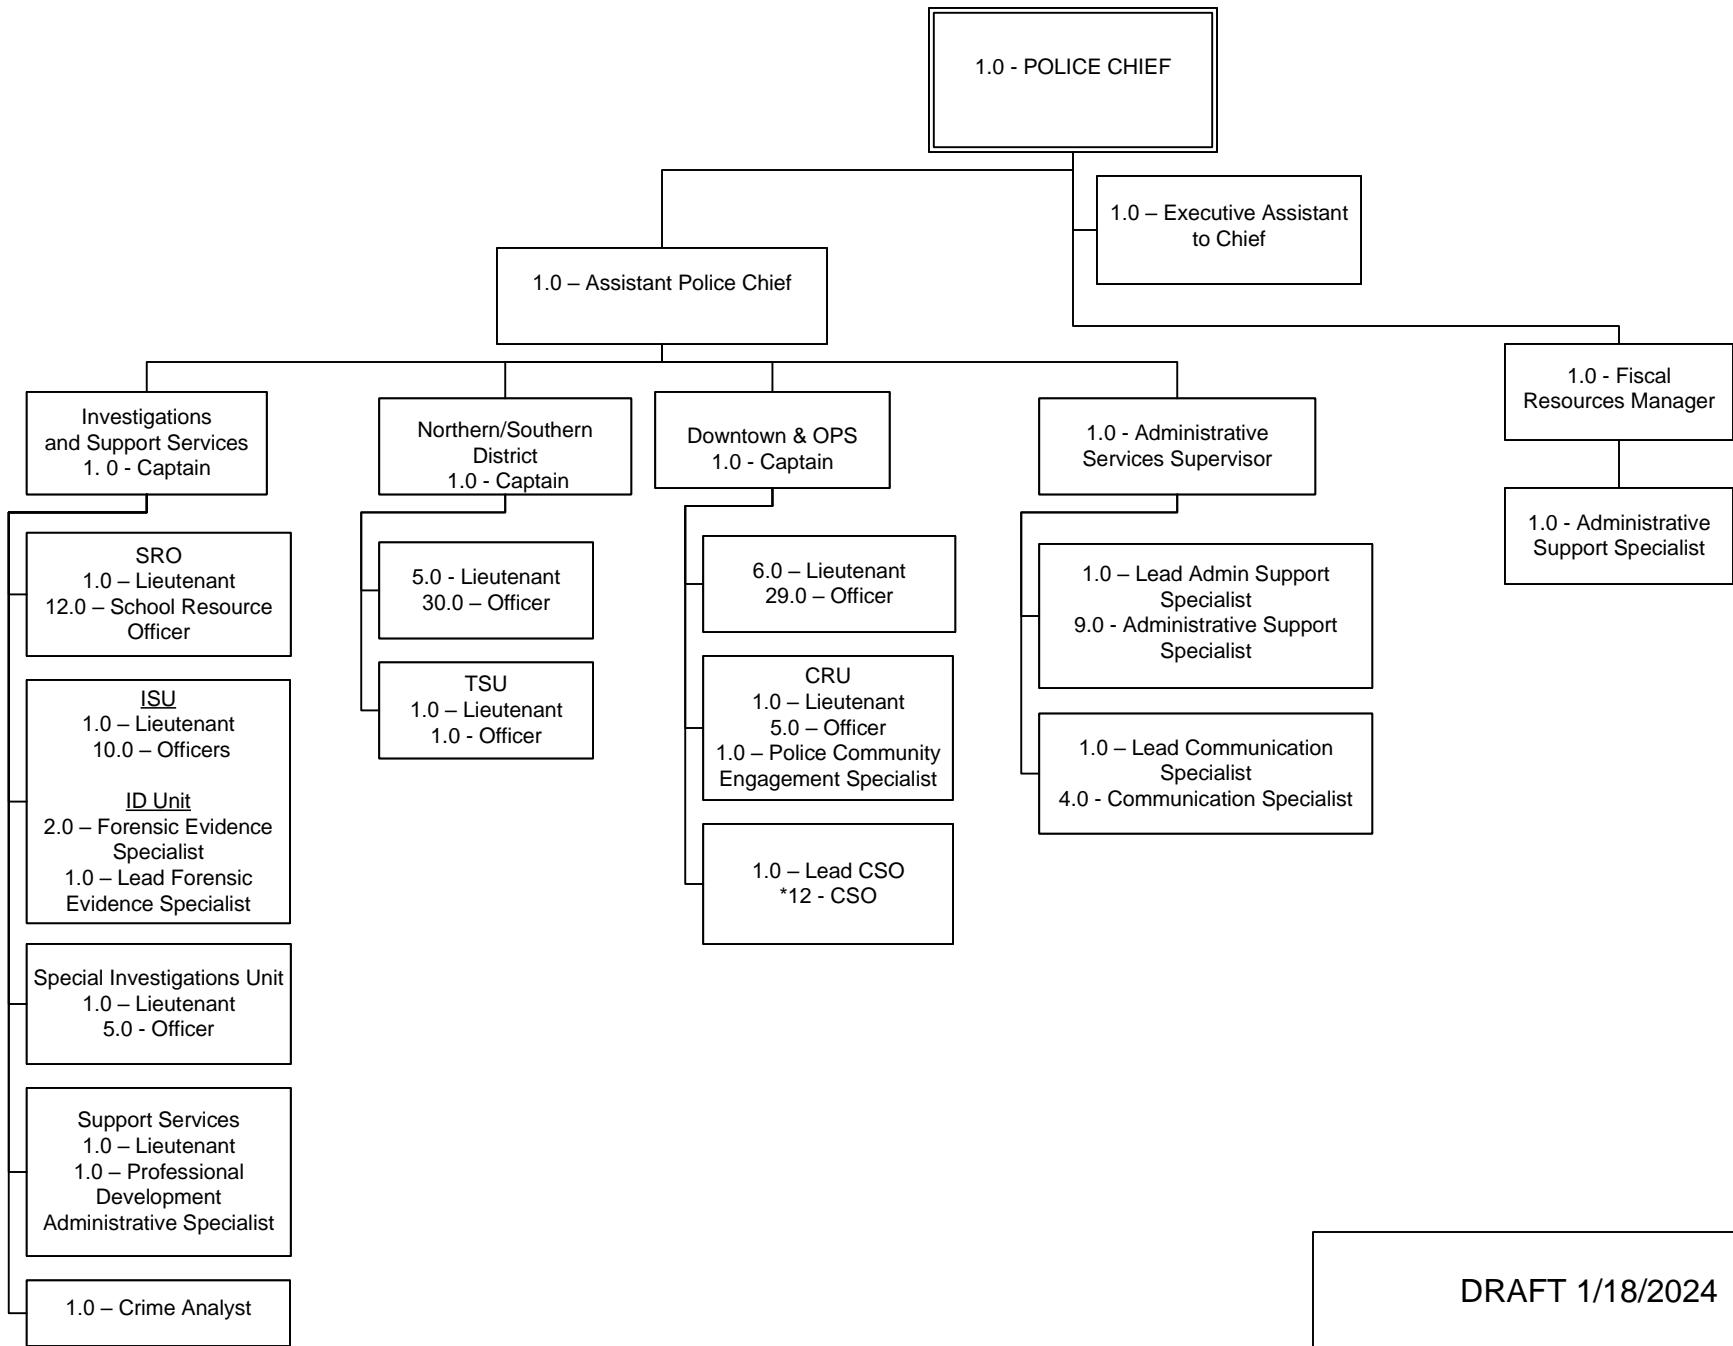 1.0 - POLICE CHIEF
1.0 – Executive Assistant
to Chief
1.0 – Assistant Police Chief
1.0 - Fiscal
Resources Manager
1.0 - Administrative
Support Specialist
Investigations
and Support Services
1. 0 - Captain
SRO
1.0 – Lieutenant
12.0 – School Resource
Officer
ISU
1.0 – Lieutenant
10.0 – Officers
ID Unit
2.0 – Forensic Evidence
Specialist
1.0 – Lead Forensic
Evidence Specialist
Special Investigations Unit
1.0 – Lieutenant
5.0 - Officer
Support Services
1.0 – Lieutenant
1.0 – Professional
Development
Administrative Specialist
1.0 – Crime Analyst
Northern/Southern
District
1.0 - Captain
5.0 - Lieutenant
30.0 – Officer
TSU
1.0 – Lieutenant
1.0 - Officer
Downtown & OPS
1.0 - Captain
6.0 – Lieutenant
29.0 – Officer
CRU
1.0 – Lieutenant
5.0 – Officer
1.0 – Police Community
Engagement Specialist
1.0 – Lead CSO
*12 - CSO
1.0 - Administrative
Services Supervisor
1.0 – Lead Admin Support
Specialist
9.0 - Administrative Support
Specialist
1.0 – Lead Communication
Specialist
4.0 - Communication Specialist
DRAFT 1/18/2024